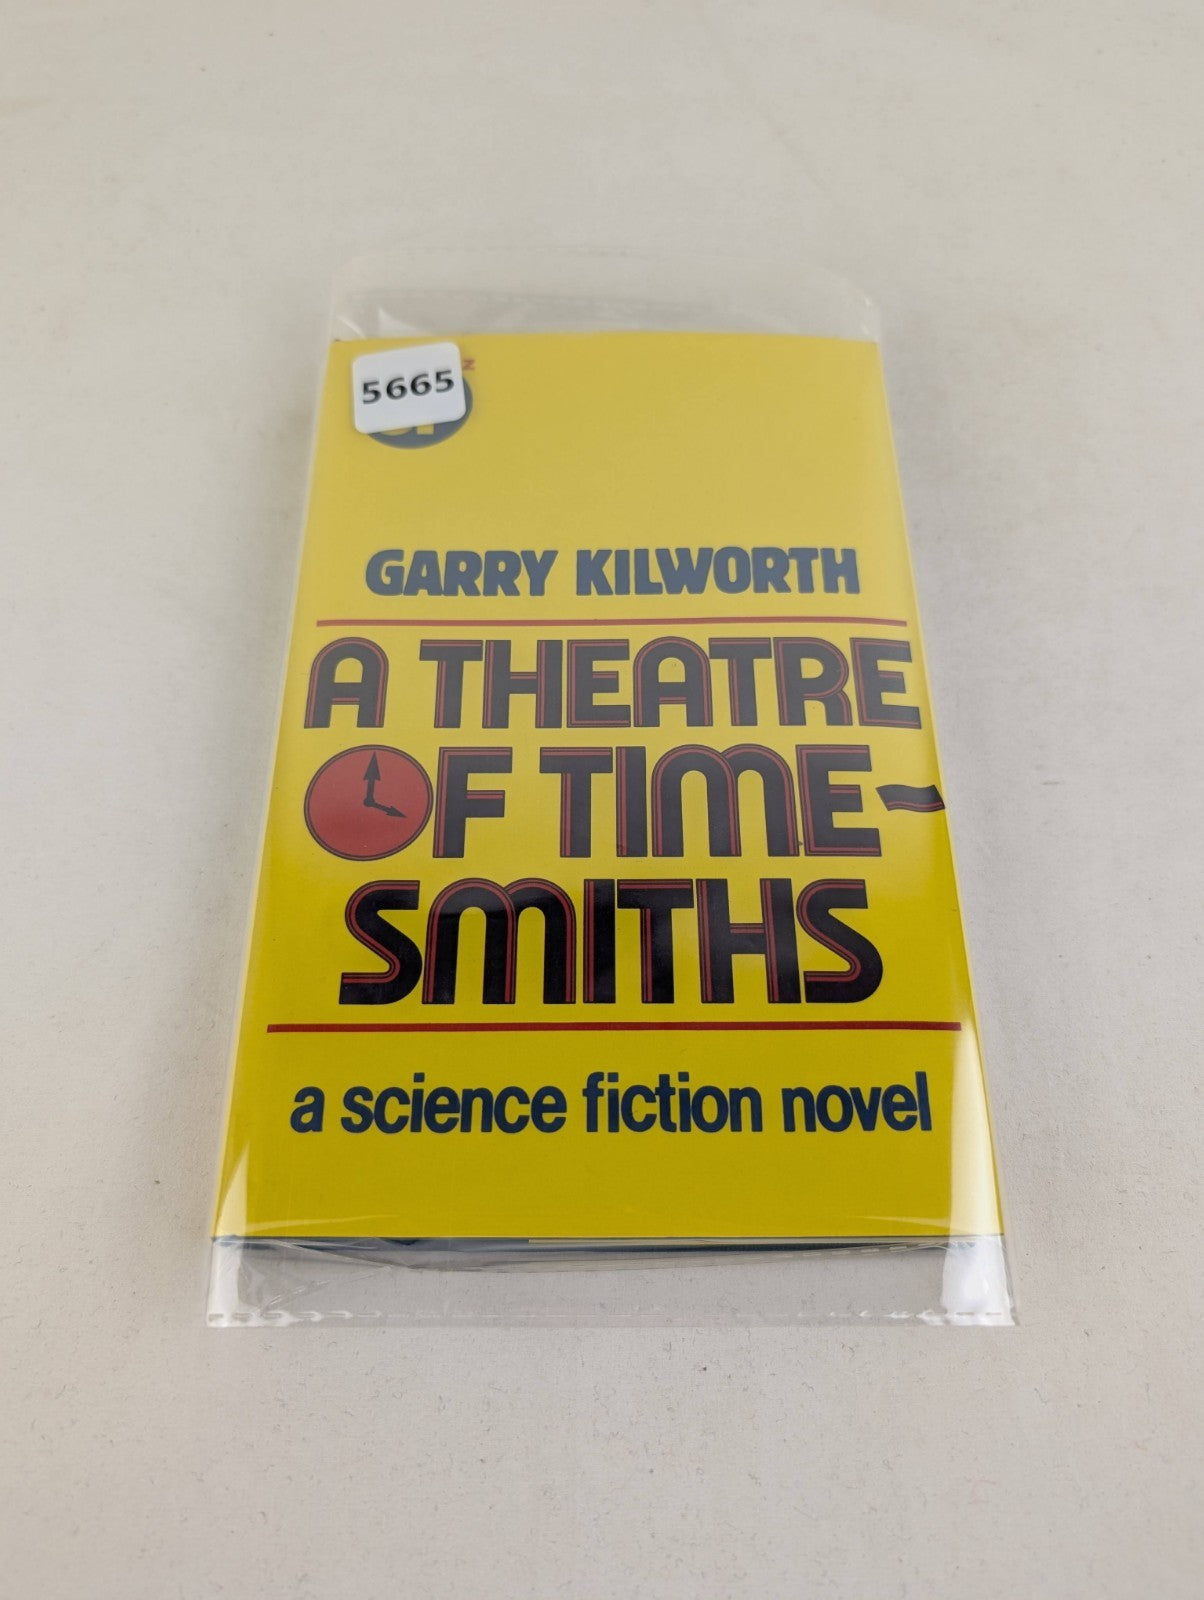 5665
GARRY KILWORTH
A THEATRE
OF TIME-
SMITHS
a science fiction novel